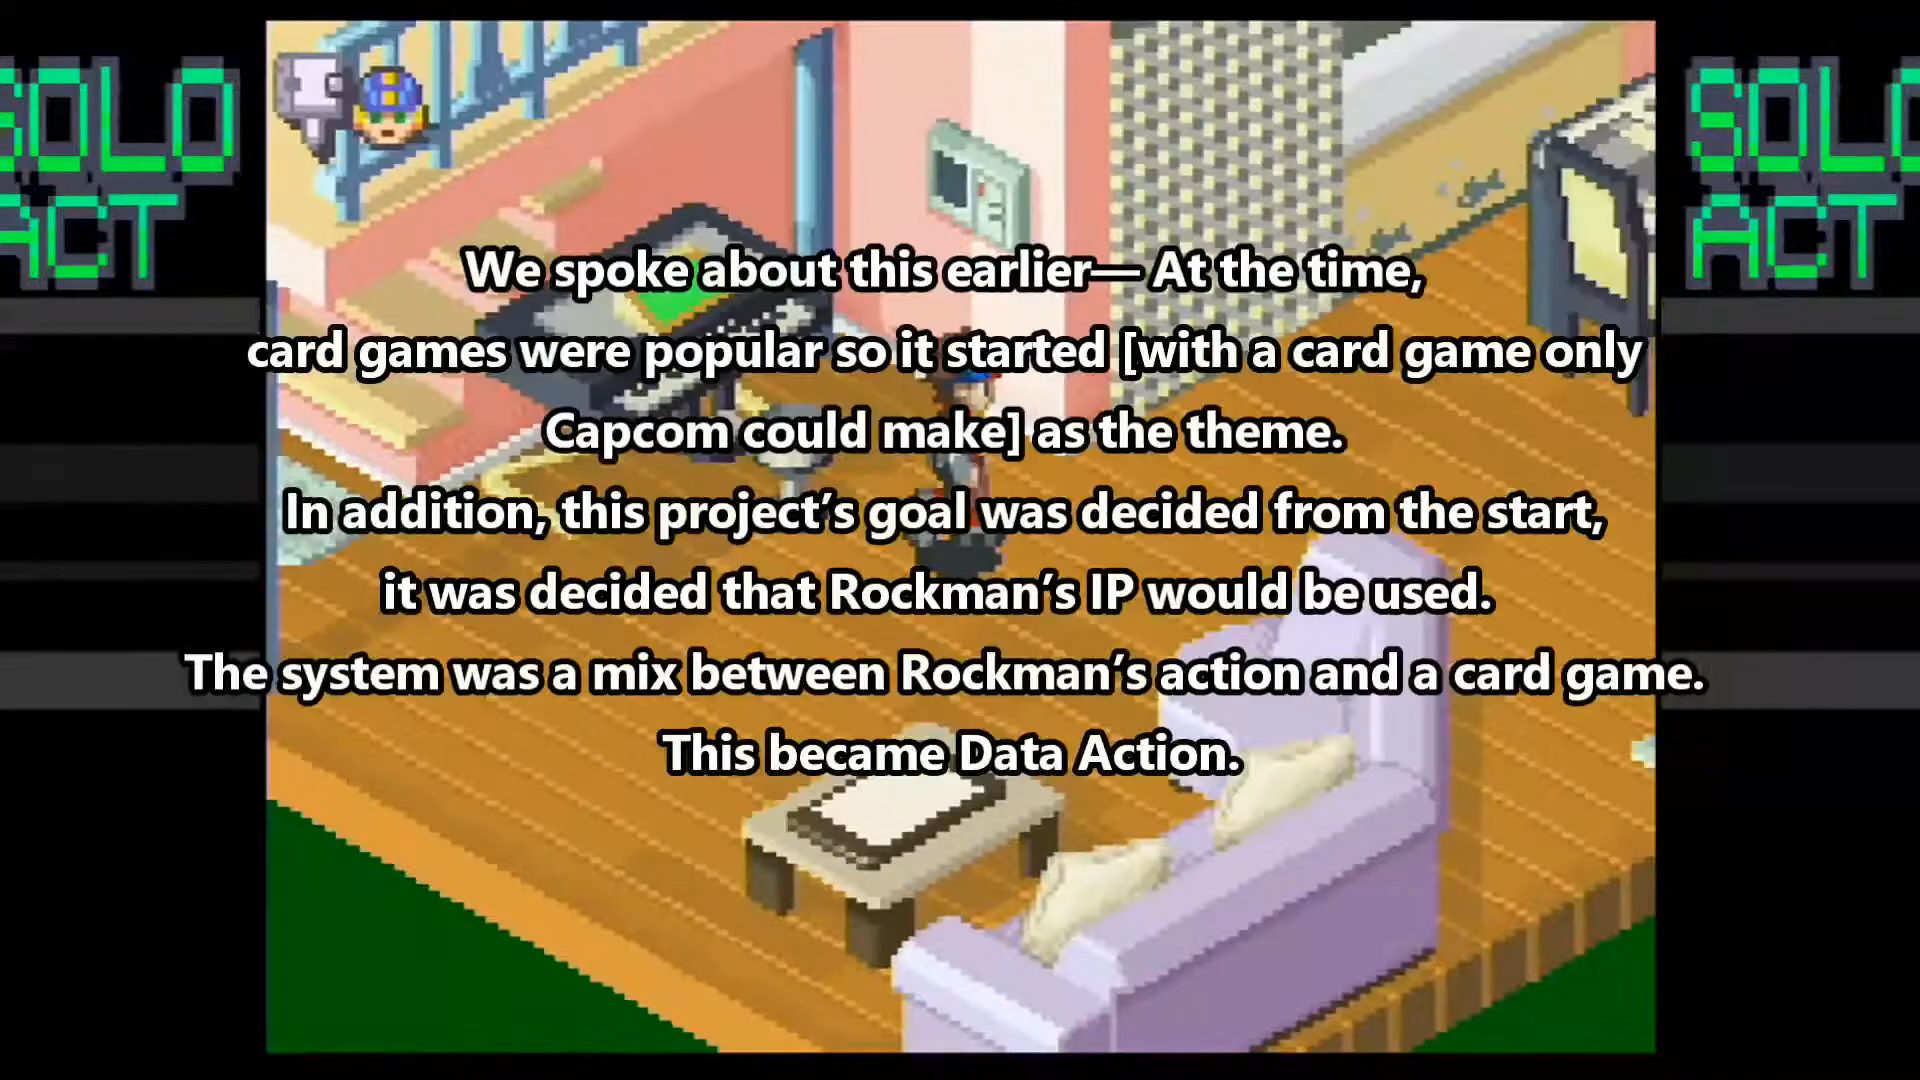 SOLO
ACT
SOLO
ACT
We spoke about this earlier— At the time,
card games were popular so it started [with a card game only
Capcom could make] as the theme.
In addition, this project’s goal was decided from the start,
it was decided that Rockman’s IP would be used.
The system was a mix between Rockman’s action and a card game.
This became Data Action.